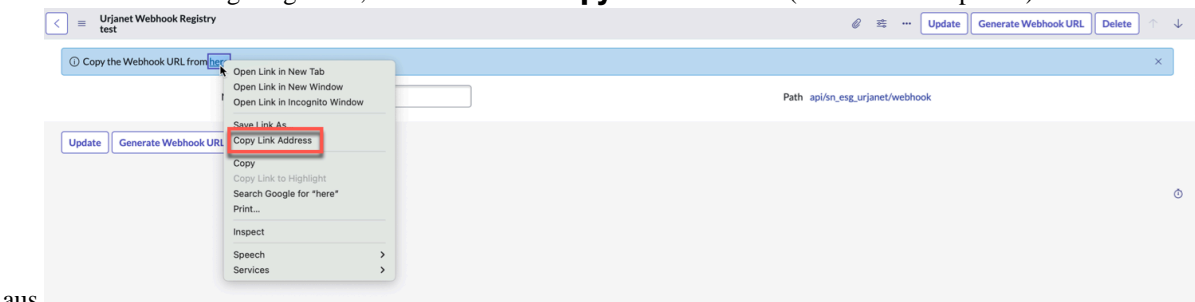 Urjanet Webhook Registry
test
Update Generate Webhook URL Delete
Copy the Webhook URL from here
Path api/sn_esg_urjanet/webhook
Update Generate Webhook URL
Open Link in New Tab
Open Link in New Window
Open Link in Incognito Window
Save Link As...
Copy Link Address
Copy
Copy Link to Highlight
Search Google for "here"
Print...
Inspect
Speech
Services
aus